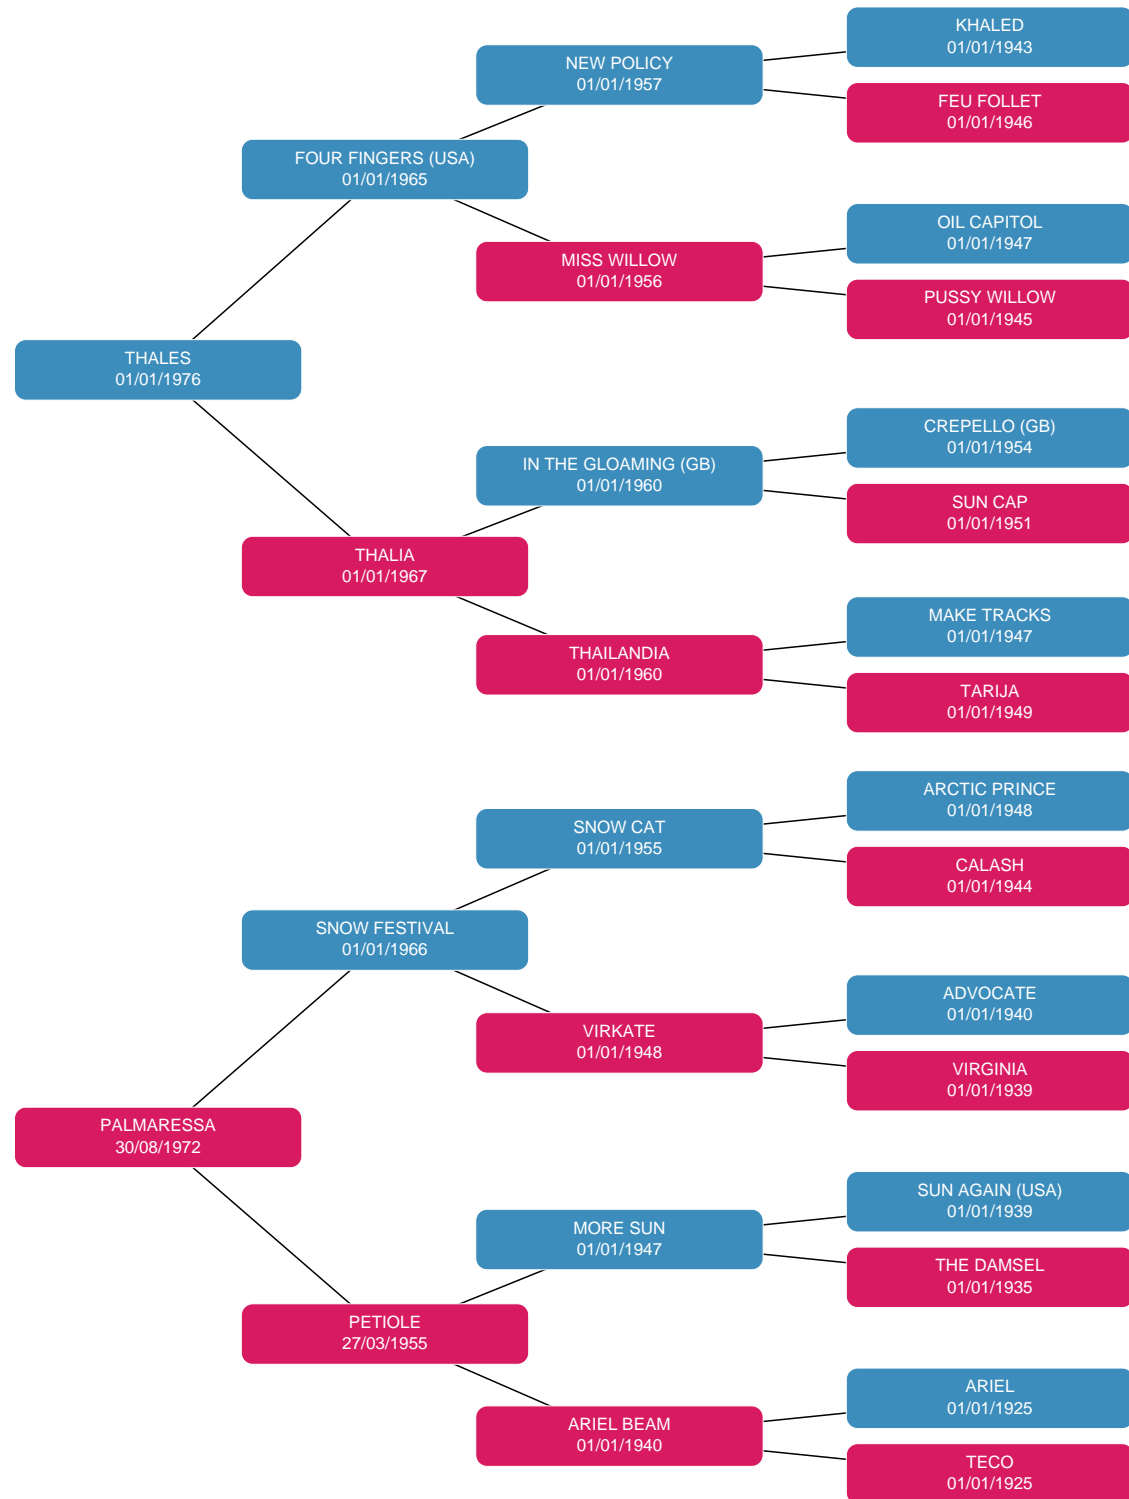 KHALED
01/01/1943
NEW POLICY
01/01/1957
FEU FOLLET
01/01/1946
FOUR FINGERS (USA)
01/01/1965
OIL CAPITOL
01/01/1947
MISS WILLOW
01/01/1956
PUSSY WILLOW
01/01/1945
THALES
01/01/1976
CREPELLO (GB)
01/01/1954
IN THE GLOAMING (GB)
01/01/1960
SUN CAP
01/01/1951
THALIA
01/01/1967
MAKE TRACKS
01/01/1947
THAILANDIA
01/01/1960
TARIJA
01/01/1949
ARCTIC PRINCE
01/01/1948
SNOW CAT
01/01/1955
CALASH
01/01/1944
SNOW FESTIVAL
01/01/1966
ADVOCATE
01/01/1940
VIRKATE
01/01/1948
VIRGINIA
01/01/1939
PALMARESSA
30/08/1972
SUN AGAIN (USA)
01/01/1939
MORE SUN
01/01/1947
THE DAMSEL
01/01/1935
PETIOLE
27/03/1955
ARIEL
01/01/1925
ARIEL BEAM
01/01/1940
TECO
01/01/1925